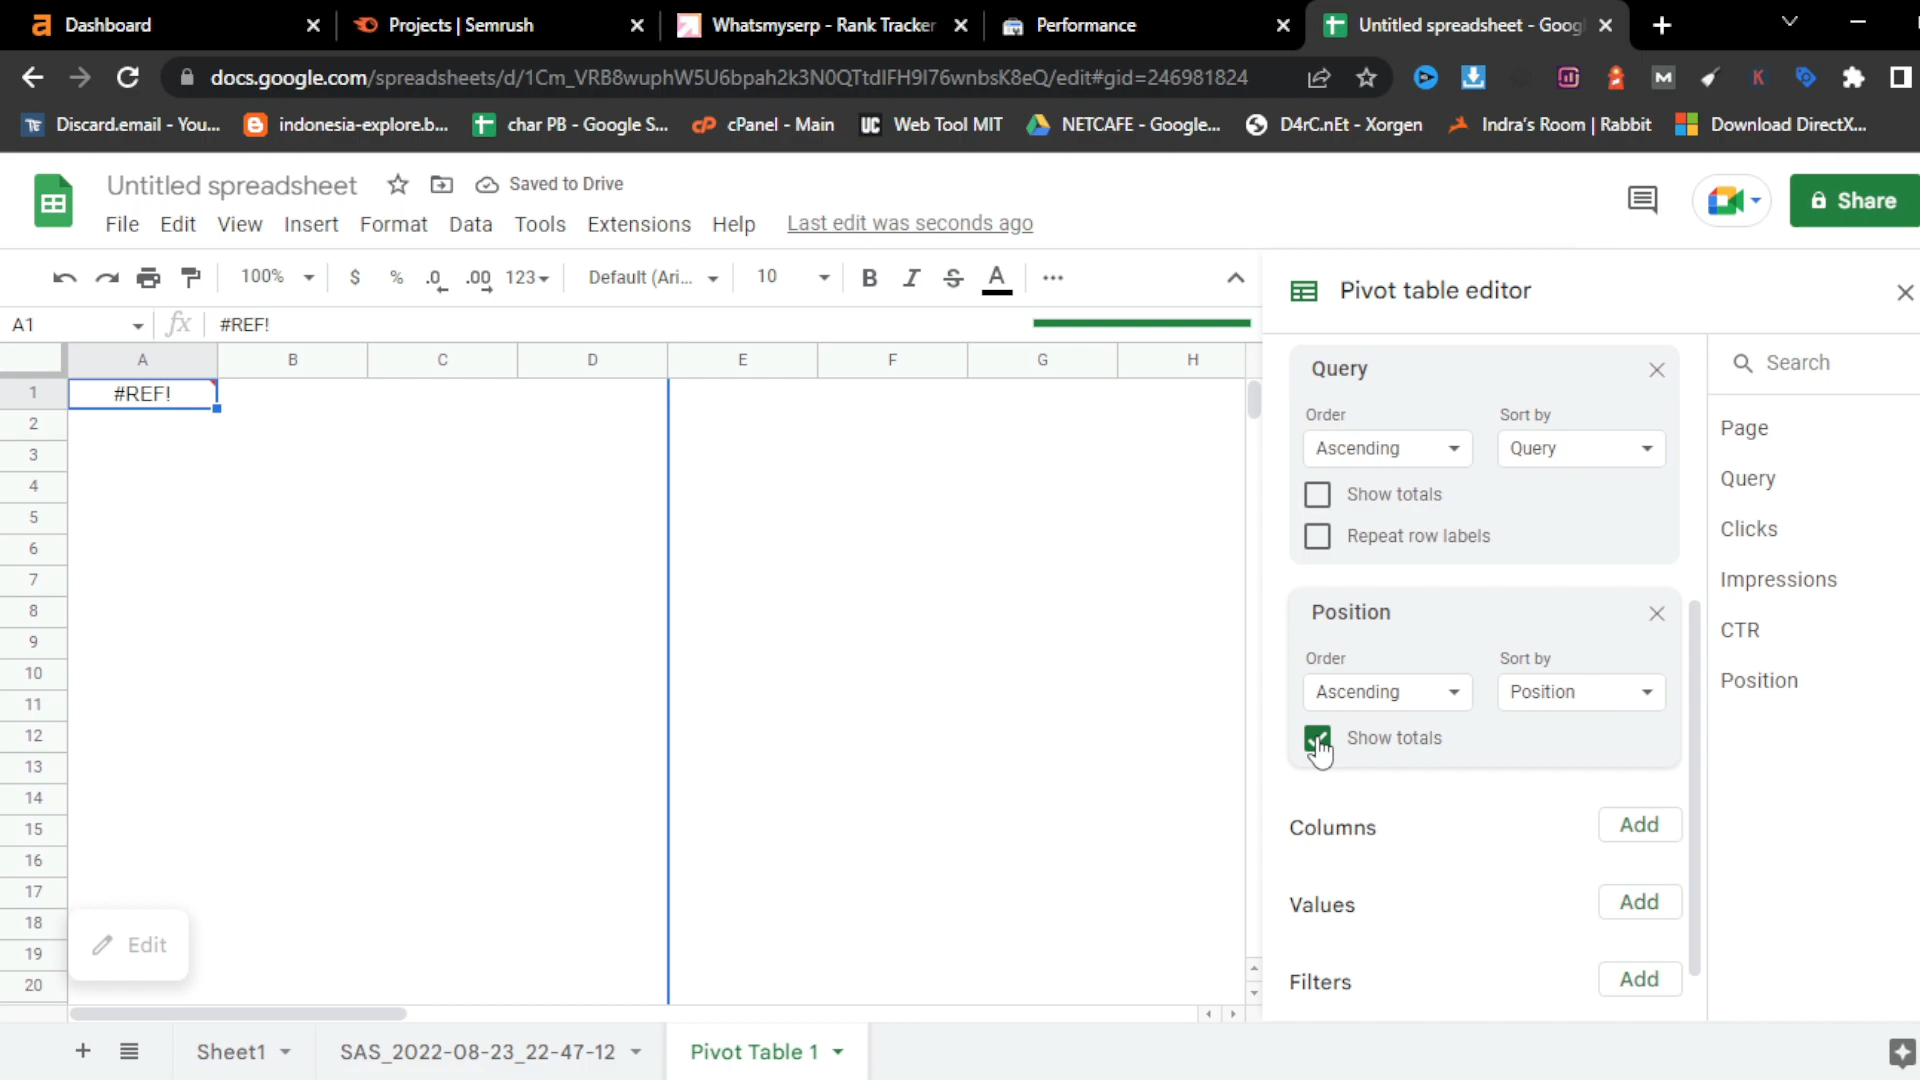 Dashboard
Projects | Semrush
Whatsmyserp - Rank Tracker
Performance
Untitled spreadsheet - Goog
docs.google.com/spreadsheets/d/1Cm_VRB8wuphW5U6bpah2k3N0QTtdIFH9I76wnbsK8eQ/edit#gid=246981824
Discard.email - You...
indonesia-explore.b...
char PB - Google S...
cPanel - Main
Web Tool MIT
NETCAFE - Google...
D4rC.nEt - Xorgen
Indra's Room | Rabbit
Download DirectX...
Untitled spreadsheet
Saved to Drive
Share
File Edit View Insert Format Data Tools Extensions Help Last edit was seconds ago
100% $ % .0 .00 123 Default (Ari... 10 B I S A
Pivot table editor
A1 fx #REF!
A B C D E F G H
1 #REF!
2
3
4
5
6
7
8
9
10
11
12
13
14
15
16
17
18
19
20
Edit
Query
Order Sort by
Ascending Query
Show totals
Repeat row labels
Position
Order Sort by
Ascending Position
Show totals
Columns Add
Values Add
Filters Add
Search
Page
Query
Clicks
Impressions
CTR
Position
Sheet1 SAS_2022-08-23_22-47-12 Pivot Table 1